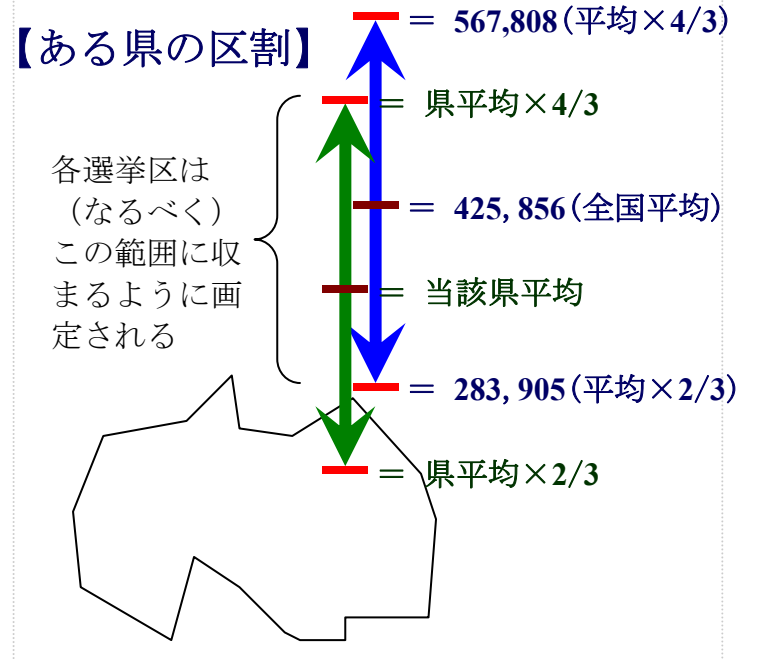 【ある県の区割】
= 567,808(平均×4/3)
= 県平均×4/3
各選挙区は
(なるべく)
この範囲に収
まるように画
定される
= 425,856(全国平均)
= 当該県平均
= 283,905(平均×2/3)
= 県平均×2/3